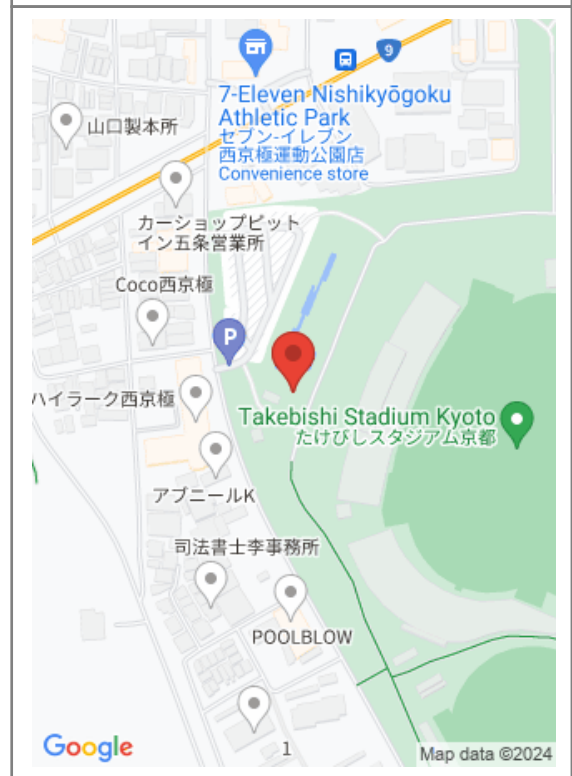 9
7-Eleven Nishikyōgoku
Athletic Park
セブン-イレブン
西京極運動公園店
Convenience store
山口製本所
カーショップピット
イン五条営業所
Coco西京極
P
ハイラーク西京極
Takebishi Stadium Kyoto
たけびしスタジアム京都
アブニールK
司法書士李事務所
POOLBLOW
Google
1
Map data ©2024